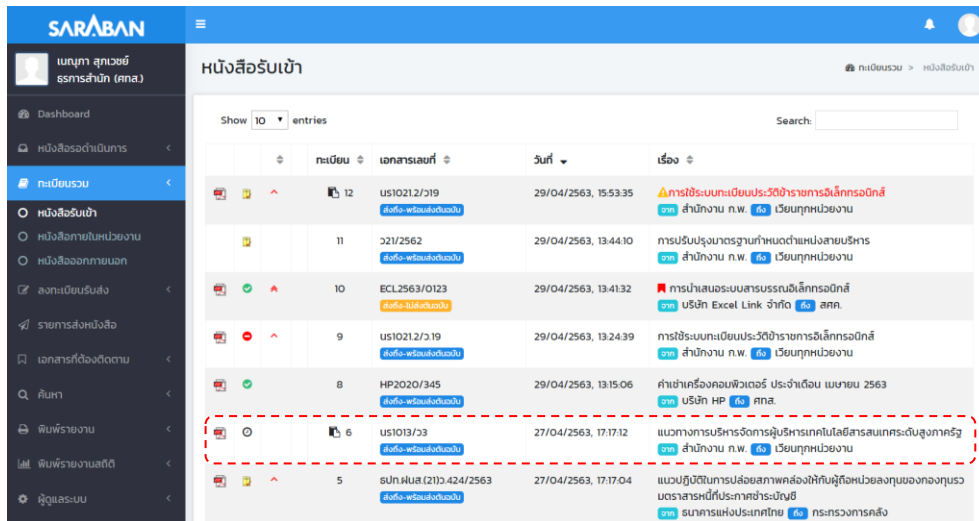 SARABAN
เนณุภา สุภเวชย์
ธุรการสำนัก (ศทส.)
Dashboard
หนังสือรอดำเนินการ
ทะเบียนรวม
หนังสือรับเข้า
หนังสือภายในหน่วยงาน
หนังสือออกภายนอก
ลงทะเบียนรับส่ง
รายการส่งหนังสือ
เอกสารที่ต้องติดตาม
ค้นหา
พิมพ์รายงาน
พิมพ์รายงานสถิติ
ผู้ดูแลระบบ
หนังสือรับเข้า
ทะเบียนรวม > หนังสือรับเข้า
Show 10 entries Search:
ทะเบียน เอกสารเลขที่ วันที่ เรื่อง
12 นร1021.2/ว19 29/04/2563, 15:53:35 การใช้ระบบทะเบียนประวัติข้าราชการอิเล็กทรอนิกส์
ส่งถึง-พร้อมส่งต้นฉบับ จาก สำนักงาน ก.พ. ถึง เวียนทุกหน่วยงาน
11 ว21/2562 29/04/2563, 13:44:10 การปรับปรุงมาตรฐานกำหนดตำแหน่งสายบริหาร
ส่งถึง-พร้อมส่งต้นฉบับ จาก สำนักงาน ก.พ. ถึง เวียนทุกหน่วยงาน
10 ECL2563/0123 29/04/2563, 13:41:32 การนำเสนอระบบสารบรรณอิเล็กทรอนิกส์
ส่งถึง-ไม่ส่งต้นฉบับ จาก บริษัท Excel Link จำกัด ถึง สศค.
9 นร1021.2/ว.19 29/04/2563, 13:24:39 การใช้ระบบทะเบียนประวัติข้าราชการอิเล็กทรอนิกส์
ส่งถึง-พร้อมส่งต้นฉบับ จาก สำนักงาน ก.พ. ถึง เวียนทุกหน่วยงาน
8 HP2020/345 29/04/2563, 13:15:06 ค่าเช่าเครื่องคอมพิวเตอร์ ประจำเดือน เมษายน 2563
ส่งถึง-พร้อมส่งต้นฉบับ จาก บริษัท HP ถึง ศทส.
6 นร1013/ว3 27/04/2563, 17:17:12 แนวทางการบริหารจัดการผู้บริหารเทคโนโลยีสารสนเทศระดับสูงภาครัฐ
ส่งถึง-พร้อมส่งต้นฉบับ จาก สำนักงาน ก.พ. ถึง เวียนทุกหน่วยงาน
5 ธปท.ฝนส.(21)ว.424/2563 27/04/2563, 17:17:04 แนวปฏิบัติในการปล่อยสภาพคล่องให้กับผู้ถือหน่วยลงทุนของกองทุนรว
ส่งถึง-พร้อมส่งต้นฉบับ มตราสารหนี้ที่ประกาศชำระบัญชี
จาก ธนาคารแห่งประเทศไทย ถึง กระทรวงการคลัง